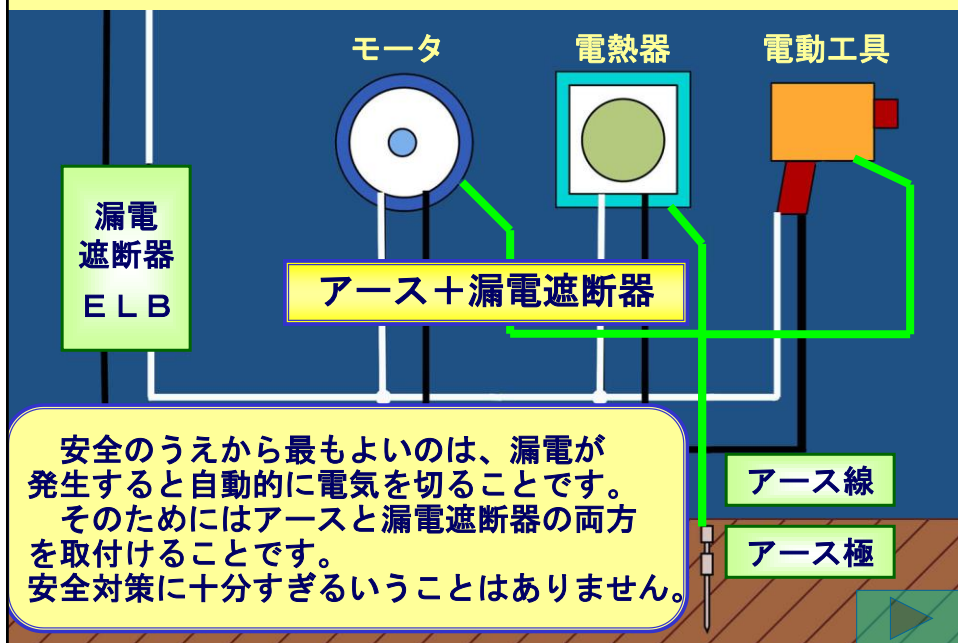 モータ
電熱器
電動工具
漏電
遮断器
ＥＬＢ
アース＋漏電遮断器
安全のうえから最もよいのは、漏電が
発生すると自動的に電気を切ることです。
そのためにはアースと漏電遮断器の両方
を取付けることです。
安全対策に十分すぎるいうことはありません。
アース線
アース極